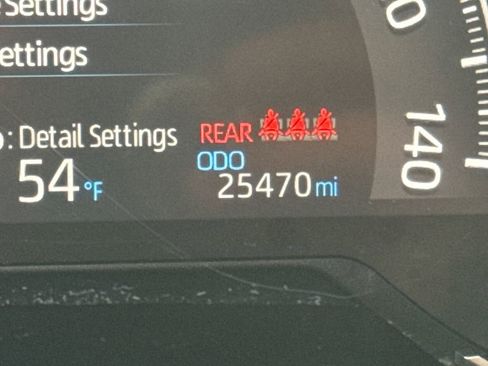 Settings
ettings
: Detail Settings
REAR
ODO
54 °F
25470 mi
140